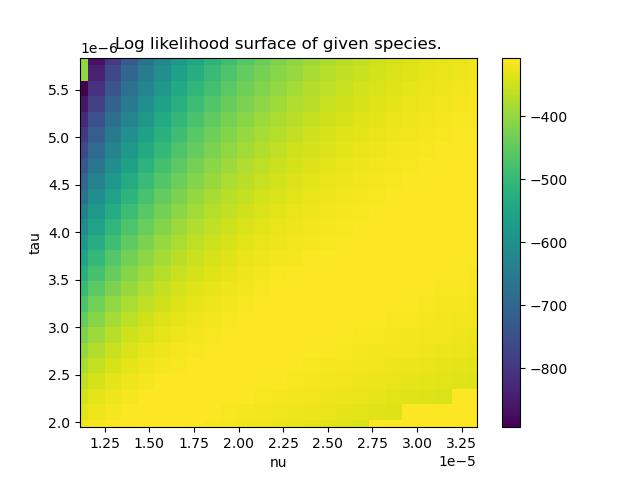 1e−6
Log likelihood surface of given species.
5.5
5.0
4.5
4.0
3.5
3.0
2.5
2.0
tau
1.25 1.50 1.75 2.00 2.25 2.50 2.75 3.00 3.25
nu
1e−5
−400
−500
−600
−700
−800